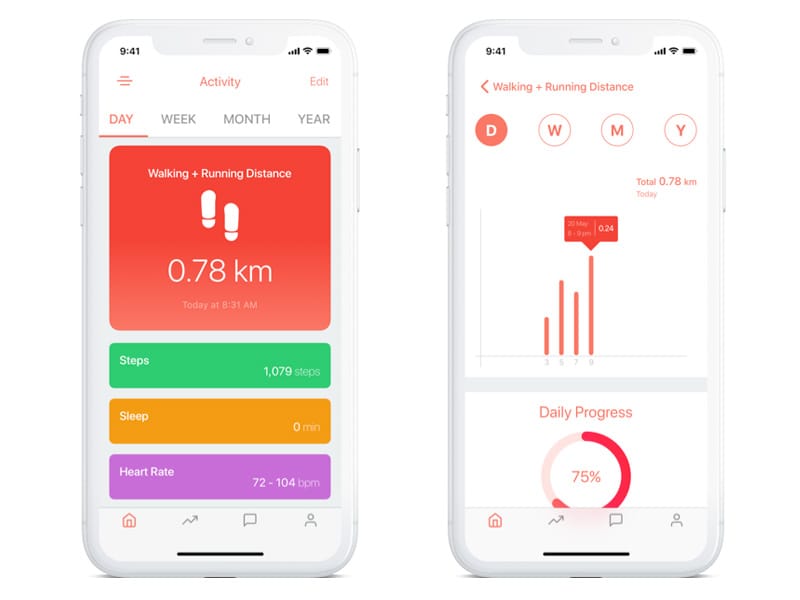 9:41
Activity
Edit
DAY WEEK MONTH YEAR
Walking + Running Distance
0.78 km
Today at 8:31 AM
Steps
1,079 steps
Sleep
0 min
Heart Rate
72 - 104 bpm
9:41
Walking + Running Distance
D W M Y
Total 0.78 km
Today
20 May
8 - 9 pm
0.24
3 5 7 9
Daily Progress
75%